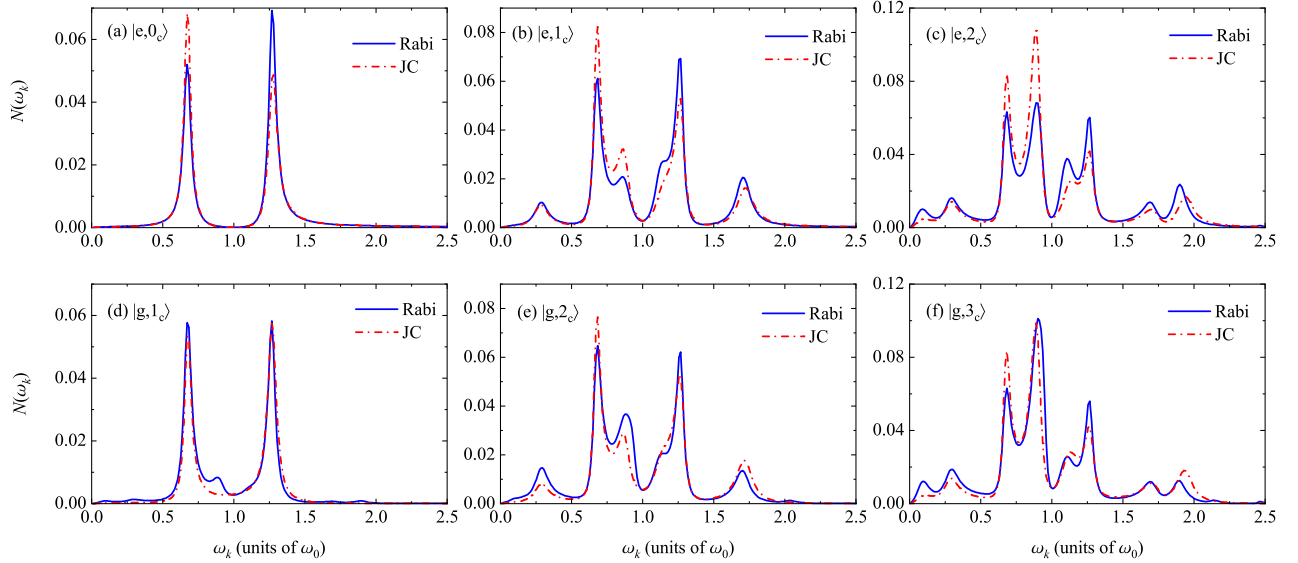 (a) |e,0c⟩
Rabi
JC
N(ωk)
0.00
0.02
0.04
0.06
0.0 0.5 1.0 1.5 2.0 2.5
(b) |e,1c⟩
Rabi
JC
0.00
0.02
0.04
0.06
0.08
0.0 0.5 1.0 1.5 2.0 2.5
(c) |e,2c⟩
Rabi
JC
0.00
0.04
0.08
0.12
0.0 0.5 1.0 1.5 2.0 2.5
(d) |g,1c⟩
Rabi
JC
N(ωk)
0.00
0.02
0.04
0.06
0.0 0.5 1.0 1.5 2.0 2.5
ωk (units of ω0)
(e) |g,2c⟩
Rabi
JC
0.00
0.02
0.04
0.06
0.08
0.0 0.5 1.0 1.5 2.0 2.5
ωk (units of ω0)
(f) |g,3c⟩
Rabi
JC
0.00
0.04
0.08
0.12
0.0 0.5 1.0 1.5 2.0 2.5
ωk (units of ω0)